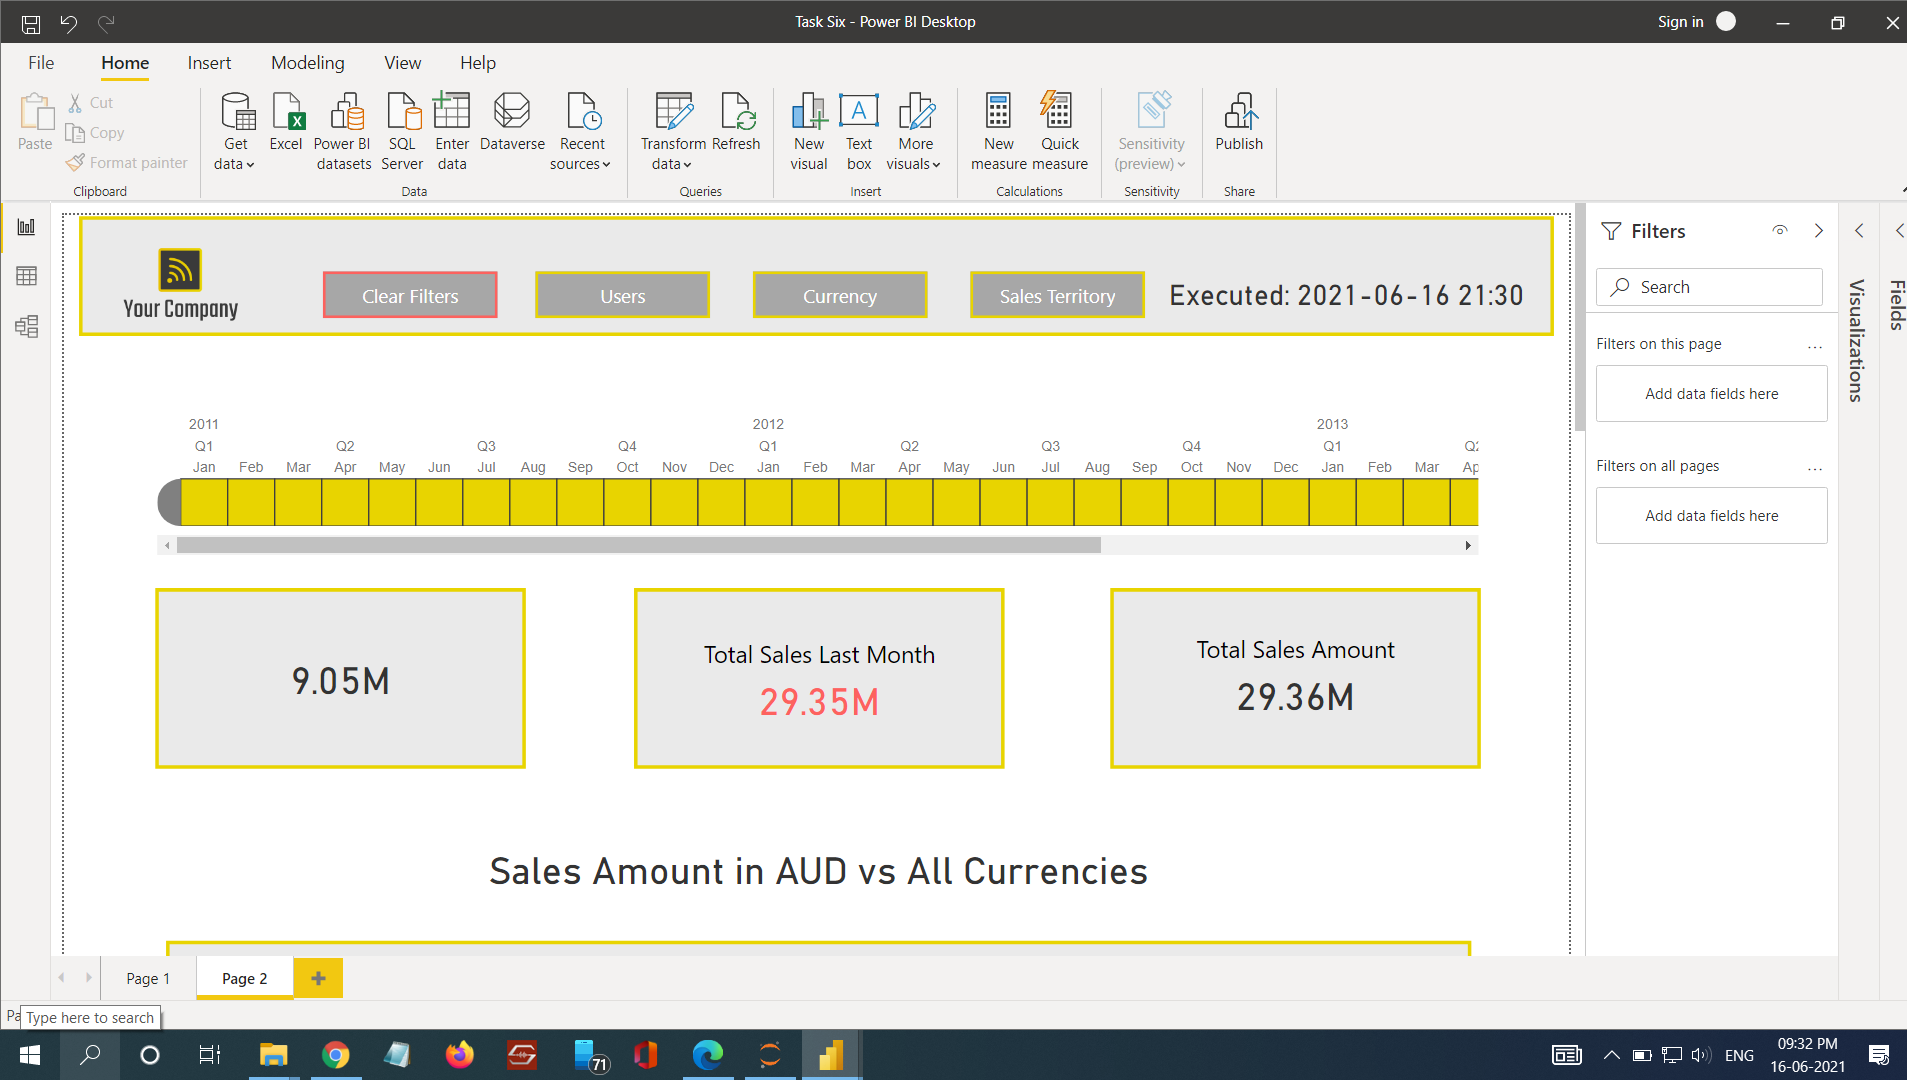 Task Six - Power BI Desktop
Sign in
File Home Insert Modeling View Help
Paste
Cut
Copy
Format painter
Clipboard
Get data
Excel
Power BI datasets
SQL Server
Enter data
Dataverse
Recent sources
Data
Transform data
Refresh
Queries
New visual
Text box
More visuals
Insert
New measure
Quick measure
Calculations
Sensitivity (preview)
Sensitivity
Publish
Share
Your Company
Clear Filters
Users
Currency
Sales Territory
Executed: 2021-06-16 21:30
2011 2012 2013
Q1 Q2 Q3 Q4 Q1 Q2 Q3 Q4 Q1 Q2
Jan Feb Mar Apr May Jun Jul Aug Sep Oct Nov Dec Jan Feb Mar Apr May Jun Jul Aug Sep Oct Nov Dec Jan Feb Mar Ap
9.05M
Total Sales Last Month
29.35M
Total Sales Amount
29.36M
Sales Amount in AUD vs All Currencies
Filters
Search
Filters on this page
...
Add data fields here
Filters on all pages
...
Add data fields here
Visualizations
Fields
Page 1
Page 2
+
Pa
Type here to search
71
ENG
09:32 PM
16-06-2021